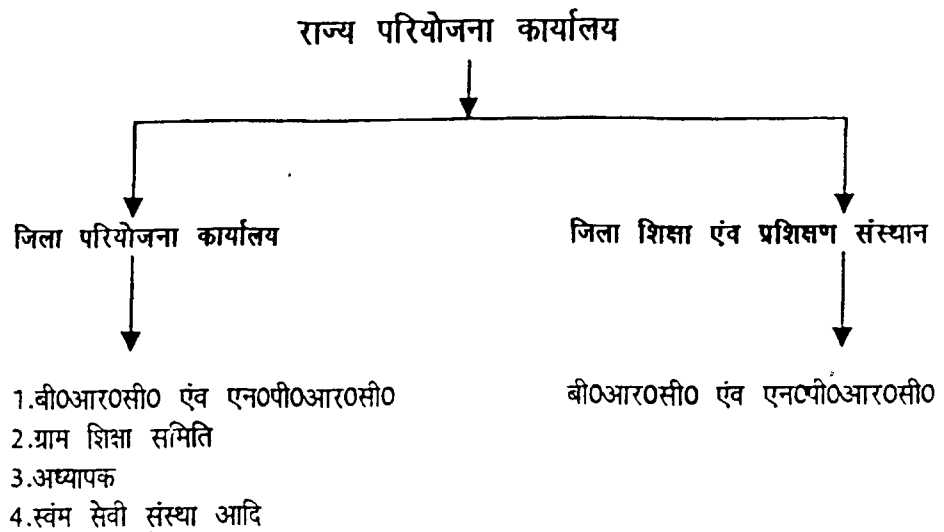 राज्य परियोजना कार्यालय
जिला परियोजना कार्यालय
जिला शिक्षा एंव प्रशिक्षण संस्थान
1.बी0आर0सी0 एंव एन0पी0आर0सी0
2.ग्राम शिक्षा समिति
3.अध्यापक
4.स्वंम सेवी संस्था आदि
बी0आर0सी0 एंव एन0पी0आर0सी0